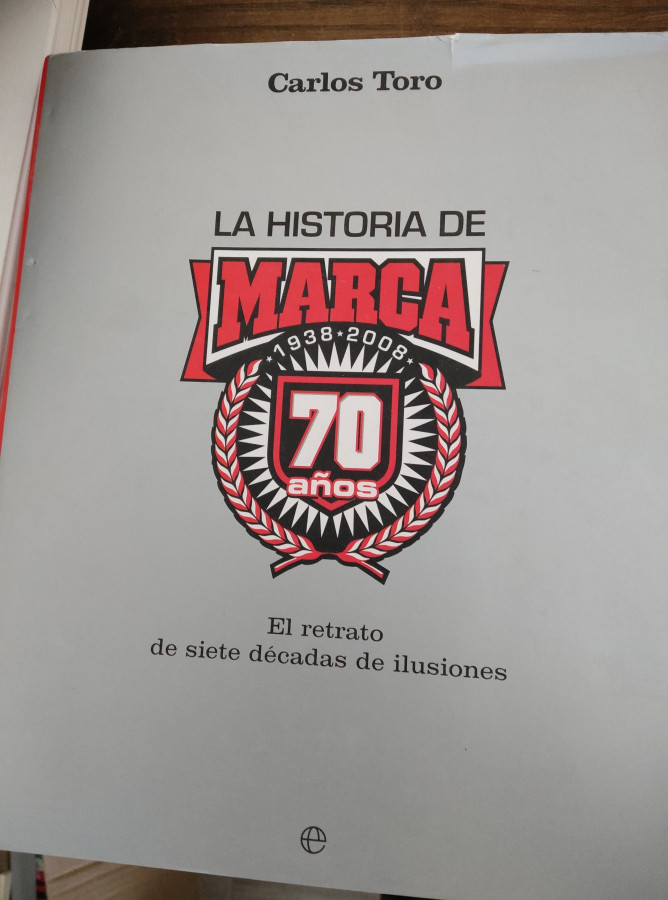 Carlos Toro
LA HISTORIA DE
MARCA
★1938★2008★
70
años
El retrato
de siete décadas de ilusiones
e